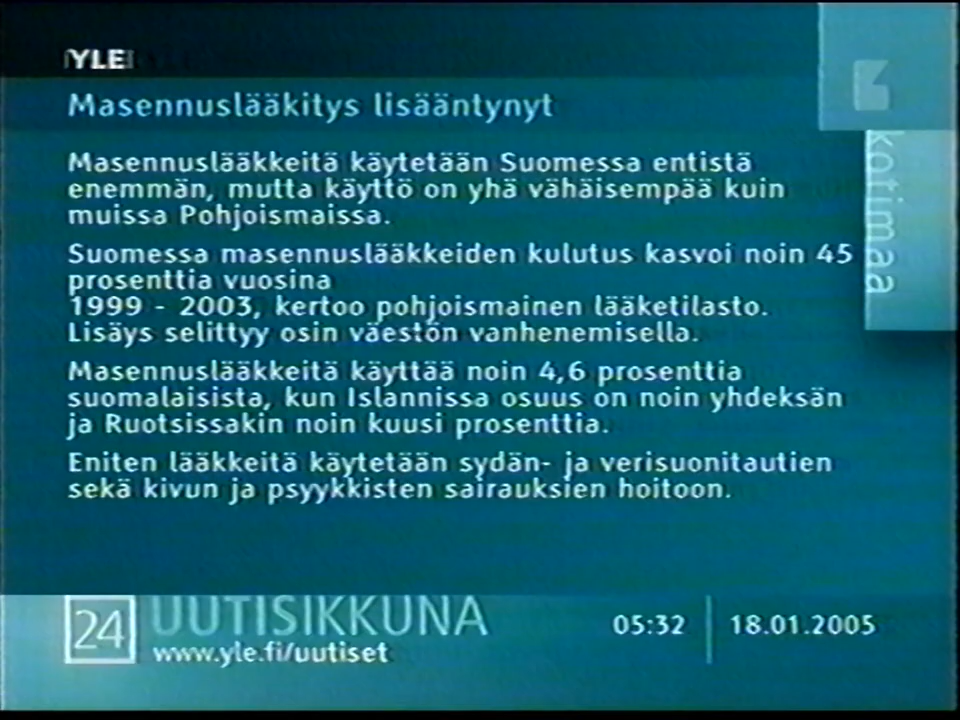 YLE
Masennuslääkitys lisääntynyt
kotimaa
Masennuslääkkeitä käytetään Suomessa entistä
enemmän, mutta käyttö on yhä vähäisempää kuin
muissa Pohjoismaissa.
Suomessa masennuslääkkeiden kulutus kasvoi noin 45
prosenttia vuosina
1999 - 2003, kertoo pohjoismainen lääketilasto.
Lisäys selittyy osin väestön vanhenemisella.
Masennuslääkkeitä käyttää noin 4,6 prosenttia
suomalaisista, kun Islannissa osuus on noin yhdeksän
ja Ruotsissakin noin kuusi prosenttia.
Eniten lääkkeitä käytetään sydän- ja verisuonitautien
sekä kivun ja psyykkisten sairauksien hoitoon.
24 UUTISIKKUNA
www.yle.fi/uutiset
05:32 18.01.2005